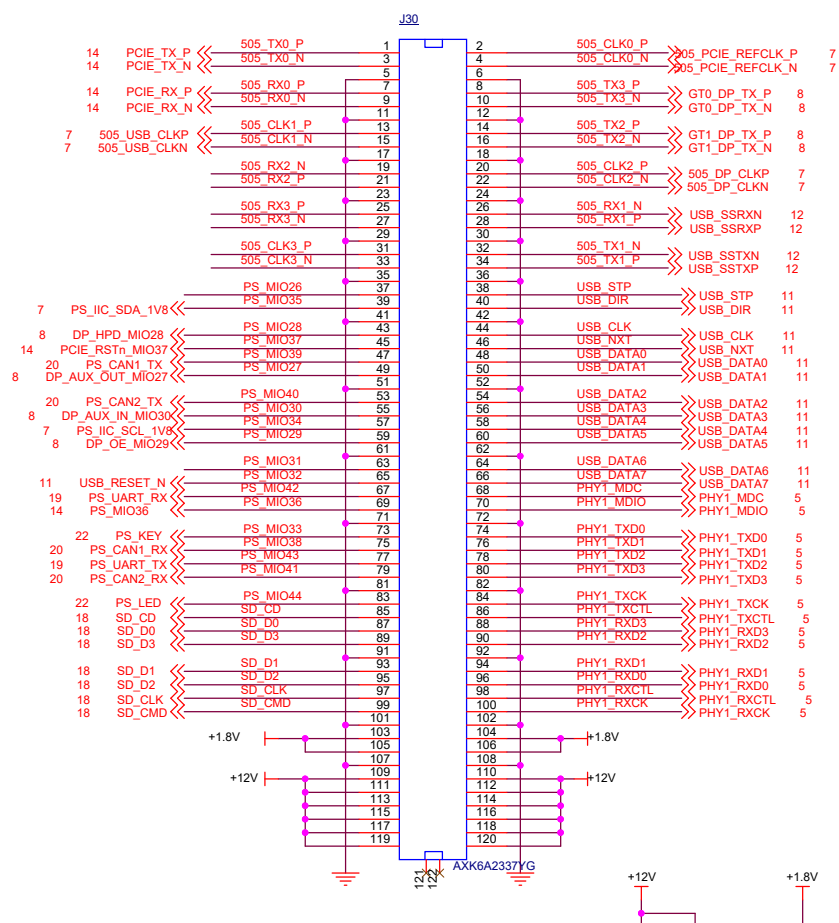 J30
14 PCIE_TX_P 505_TX0_P 1 2 505_CLK0_P 505_PCIE_REFCLK_P 7
14 PCIE_TX_N 505_TX0_N 3 4 505_CLK0_N 505_PCIE_REFCLK_N 7
5 6
14 PCIE_RX_P 505_RX0_P 7 8 505_TX3_P GT0_DP_TX_P 8
14 PCIE_RX_N 505_RX0_N 9 10 505_TX3_N GT0_DP_TX_N 8
11 12
7 505_USB_CLKP 505_CLK1_P 13 14 505_TX2_P GT1_DP_TX_P 8
7 505_USB_CLKN 505_CLK1_N 15 16 505_TX2_N GT1_DP_TX_N 8
17 18
505_RX2_N 19 20 505_CLK2_P 505_DP_CLKP 7
505_RX2_P 21 22 505_CLK2_N 505_DP_CLKN 7
23 24
505_RX3_P 25 26 505_RX1_N USB_SSRXN 12
505_RX3_N 27 28 505_RX1_P USB_SSRXP 12
29 30
505_CLK3_P 31 32 505_TX1_N USB_SSTXN 12
505_CLK3_N 33 34 505_TX1_P USB_SSTXP 12
35 36
PS_MIO26 37 38 USB_STP USB_STP 11
7 PS_IIC_SDA_1V8 PS_MIO35 39 40 USB_DIR USB_DIR 11
41 42
8 DP_HPD_MIO28 PS_MIO28 43 44 USB_CLK USB_CLK 11
14 PCIE_RSTn_MIO37 PS_MIO37 45 46 USB_NXT USB_NXT 11
20 PS_CAN1_TX PS_MIO39 47 48 USB_DATA0 USB_DATA0 11
8 DP_AUX_OUT_MIO27 PS_MIO27 49 50 USB_DATA1 USB_DATA1 11
51 52
20 PS_CAN2_TX PS_MIO40 53 54 USB_DATA2 USB_DATA2 11
8 DP_AUX_IN_MIO30 PS_MIO30 55 56 USB_DATA3 USB_DATA3 11
7 PS_IIC_SCL_1V8 PS_MIO34 57 58 USB_DATA4 USB_DATA4 11
8 DP_OE_MIO29 PS_MIO29 59 60 USB_DATA5 USB_DATA5 11
61 62
PS_MIO31 63 64 USB_DATA6 USB_DATA6 11
11 USB_RESET_N PS_MIO32 65 66 USB_DATA7 USB_DATA7 11
19 PS_UART_RX PS_MIO42 67 68 PHY1_MDC PHY1_MDC 5
14 PS_MIO36 PS_MIO36 69 70 PHY1_MDIO PHY1_MDIO 5
71 72
22 PS_KEY PS_MIO33 73 74 PHY1_TXD0 PHY1_TXD0 5
20 PS_CAN1_RX PS_MIO38 75 76 PHY1_TXD1 PHY1_TXD1 5
19 PS_UART_TX PS_MIO43 77 78 PHY1_TXD2 PHY1_TXD2 5
20 PS_CAN2_RX PS_MIO41 79 80 PHY1_TXD3 PHY1_TXD3 5
81 82
22 PS_LED PS_MIO44 83 84 PHY1_TXCK PHY1_TXCK 5
18 SD_CD SD_CD 85 86 PHY1_TXCTL PHY1_TXCTL 5
18 SD_D0 SD_D0 87 88 PHY1_RXD3 PHY1_RXD3 5
18 SD_D3 SD_D3 89 90 PHY1_RXD2 PHY1_RXD2 5
91 92
18 SD_D1 SD_D1 93 94 PHY1_RXD1 PHY1_RXD1 5
18 SD_D2 SD_D2 95 96 PHY1_RXD0 PHY1_RXD0 5
18 SD_CLK SD_CLK 97 98 PHY1_RXCTL PHY1_RXCTL 5
18 SD_CMD SD_CMD 99 100 PHY1_RXCK PHY1_RXCK 5
101 102
+1.8V 103 104 +1.8V
105 106
107 108
+12V 109 110 +12V
111 112
113 114
115 116
117 118
119 120
121 122 AXK6A2337YG
+12V +1.8V